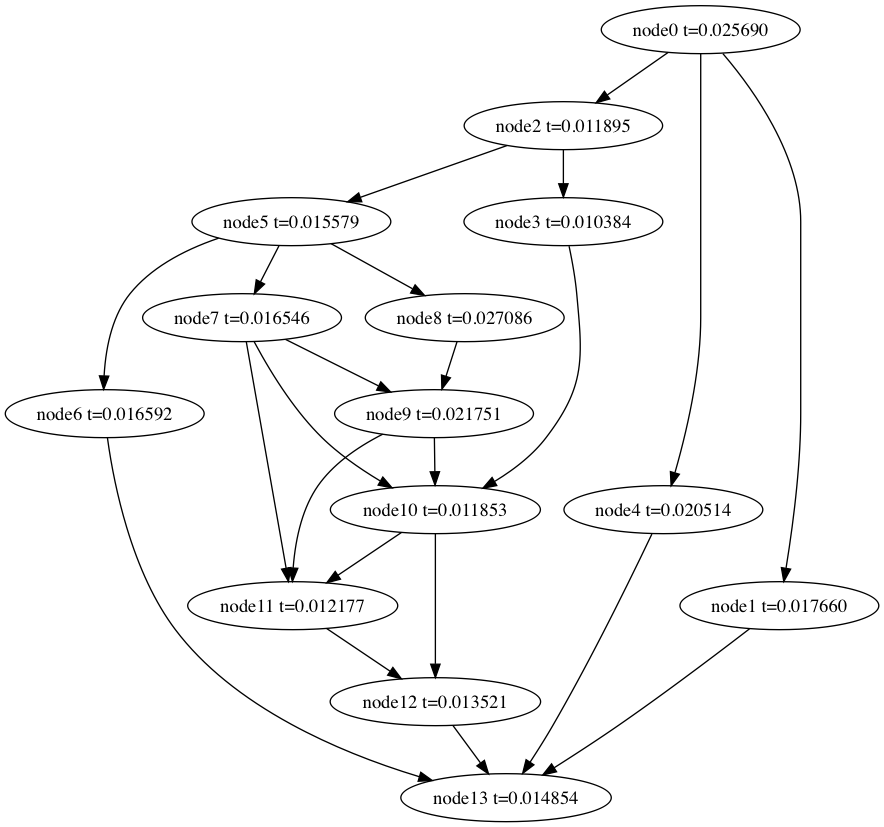 node0 t=0.025690
node2 t=0.011895
node5 t=0.015579
node3 t=0.010384
node7 t=0.016546
node8 t=0.027086
node6 t=0.016592
node9 t=0.021751
node10 t=0.011853
node4 t=0.020514
node11 t=0.012177
node1 t=0.017660
node12 t=0.013521
node13 t=0.014854